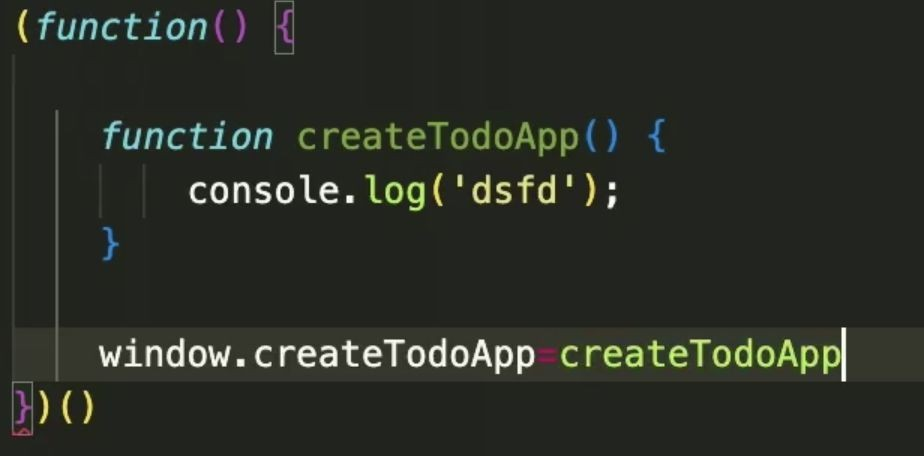 (function() {
function createTodoApp() {
console.log('dsfd');
}
window.createTodoApp=createTodoApp
})()